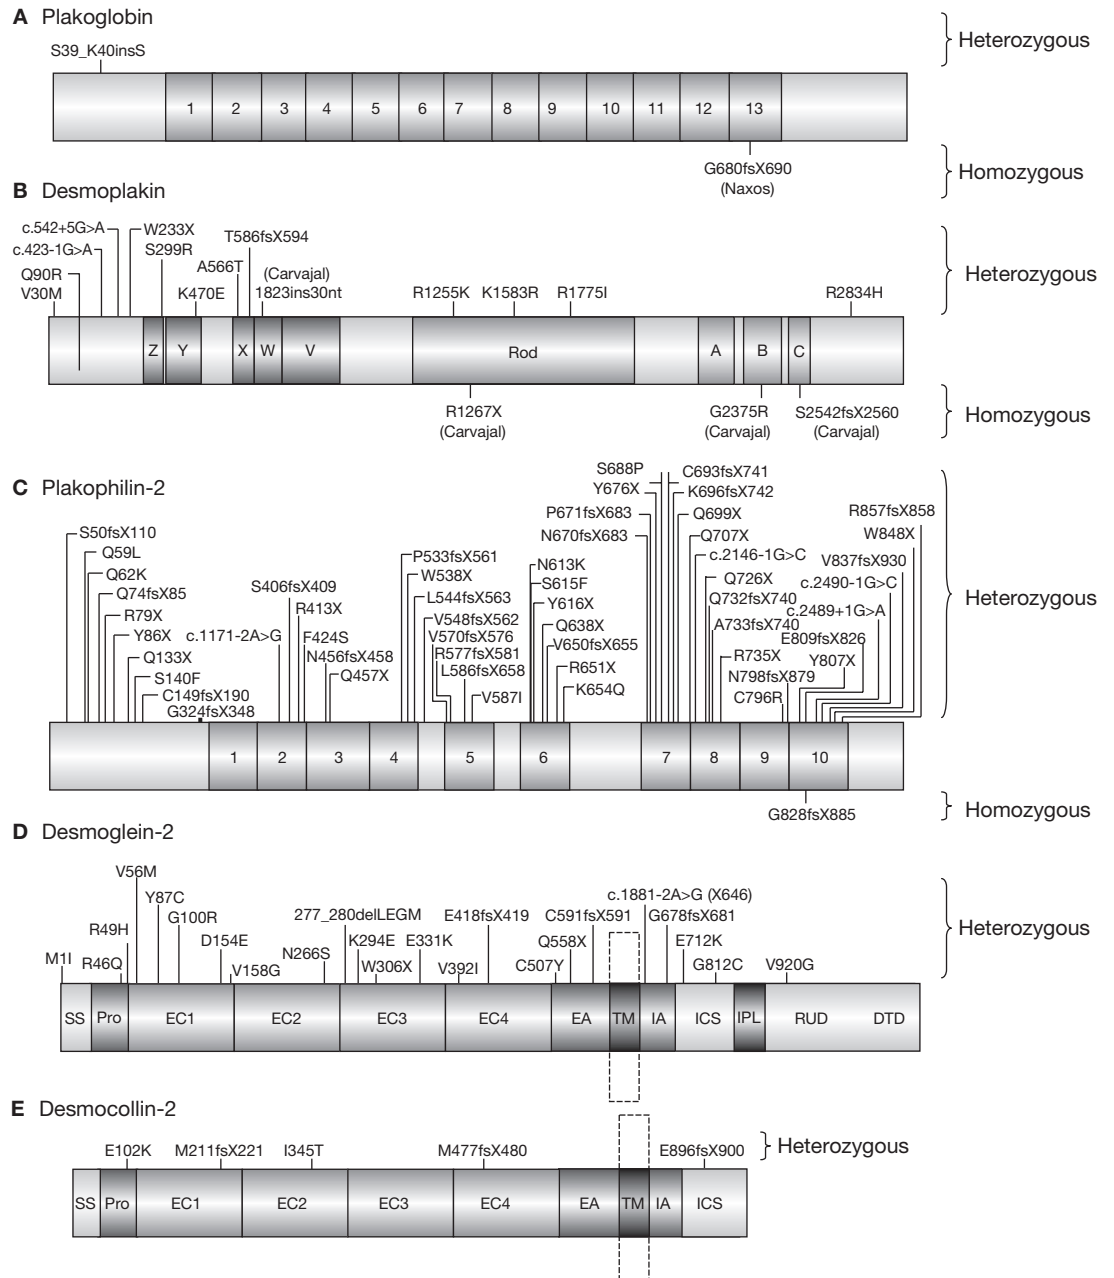 A Plakoglobin
Heterozygous
S39_K40insS
1 2 3 4 5 6 7 8 9 10 11 12 13
G680fsX690
(Naxos)
Homozygous
B Desmoplakin
c.542+5G>A
W233X
T586fsX594
c.423-1G>A
S299R
A566T
(Carvajal)
Heterozygous
Q90R
V30M
K470E
1823ins30nt
R1255K K1583R R1775I
R2834H
Z Y X W V Rod A B C
R1267X
(Carvajal)
G2375R
(Carvajal)
S2542fsX2560
(Carvajal)
Homozygous
C Plakophilin-2
S50fsX110
Q59L
Q62K
Q74fsX85
R79X
Y86X
Q133X
S140F
C149fsX190
G324fsX348
c.1171-2A>G
S406fsX409
R413X
F424S
N456fsX458
Q457X
P533fsX561
W538X
L544fsX563
V548fsX562
V570fsX576
R577fsX581
L586fsX658
V587I
N613K
S615F
Y616X
Q638X
V650fsX655
R651X
K654Q
N670fsX683
P671fsX683
Y676X
S688P
C693fsX741
K696fsX742
Q699X
Q707X
c.2146-1G>C
Q726X
Q732fsX740
A733fsX740
R735X
C796R
N798fsX879
Y807X
E809fsX826
c.2489+1G>A
c.2490-1G>C
V837fsX930
W848X
R857fsX858
Heterozygous
1 2 3 4 5 6 7 8 9 10
G828fsX885
Homozygous
D Desmoglein-2
M1I
R46Q
R49H
V56M
Y87C
G100R
D154E
V158G
N266S
277_280delLEGM
K294E
W306X
E331K
V392I
E418fsX419
C507Y
Q558X
C591fsX591
c.1881-2A>G (X646)
G678fsX681
E712K
G812C
V920G
Heterozygous
SS Pro EC1 EC2 EC3 EC4 EA TM IA ICS IPL RUD DTD
E Desmocollin-2
E102K M211fsX221 I345T M477fsX480 E896fsX900
Heterozygous
SS Pro EC1 EC2 EC3 EC4 EA TM IA ICS